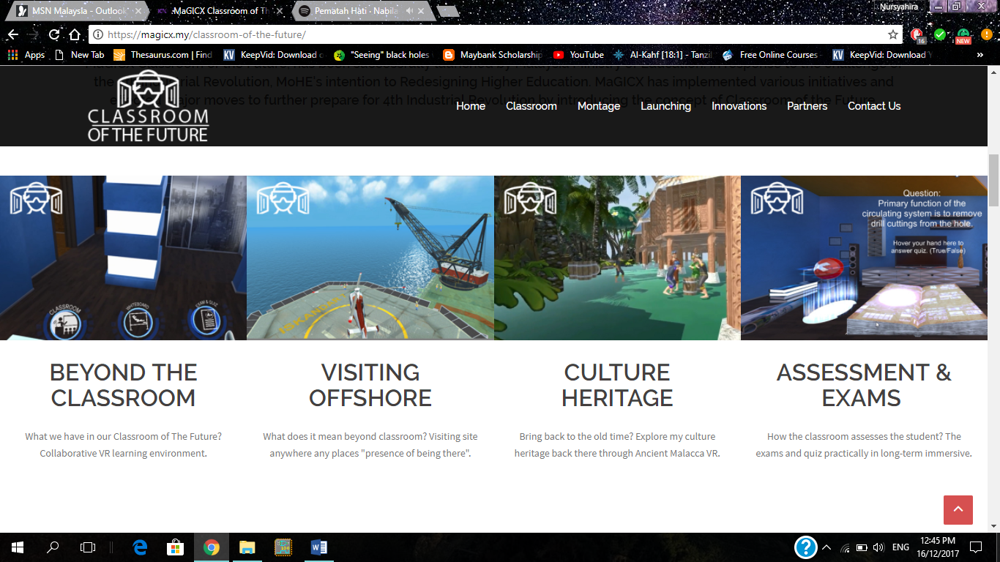 MSN Malaysia - Outlook
MaGICX Classroom of Th
Pematah Hati - Nabila
Nursyahira
https://magicx.my/classroom-of-the-future/
16
NEW
Apps
New Tab
Thesaurus.com | Find
KeepVid: Download
"Seeing" black holes
Maybank Scholarship
YouTube
Al-Kahf [18:1] - Tanzil
Free Online Courses -
KeepVid: Download Y
the Industrial Revolution, MoHE's intention to Redesigning Higher Education. MaGICX has implemented various initiatives and
major moves to further prepare for 4th Industrial Revolution by introducing the concept of Classroom of the Future.
CLASSROOM
OF THE FUTURE
Home
Classroom
Montage
Launching
Innovations
Partners
Contact Us
CLASSROOM
WHITEBOARD
EXAM & QUIZ
ISKANDAR
Question:
Primary function of the
circulating system is to remove
drill cuttings from the hole.
Hover your hand here to
answer quiz. (True/False)
BEYOND THE
CLASSROOM
What we have in our Classroom of The Future?
Collaborative VR learning environment.
VISITING
OFFSHORE
What does it mean beyond classroom? Visiting site
anywhere any places "presence of being there".
CULTURE
HERITAGE
Bring back to the old time? Explore my culture
heritage back there through Ancient Malacca VR.
ASSESSMENT &
EXAMS
How the classroom assesses the student? The
exams and quiz practically in long-term immersive.
ENG
12:45 PM
16/12/2017